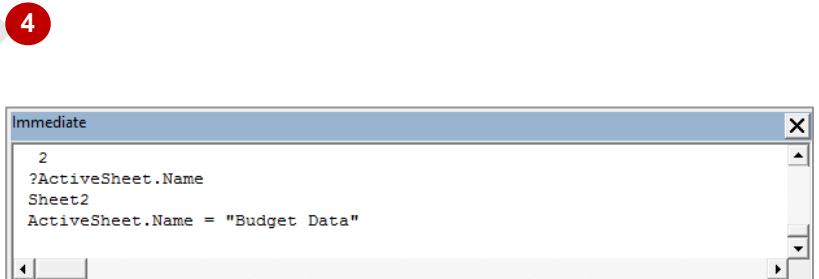 4
Immediate
2
?ActiveSheet.Name
Sheet2
ActiveSheet.Name = "Budget Data"